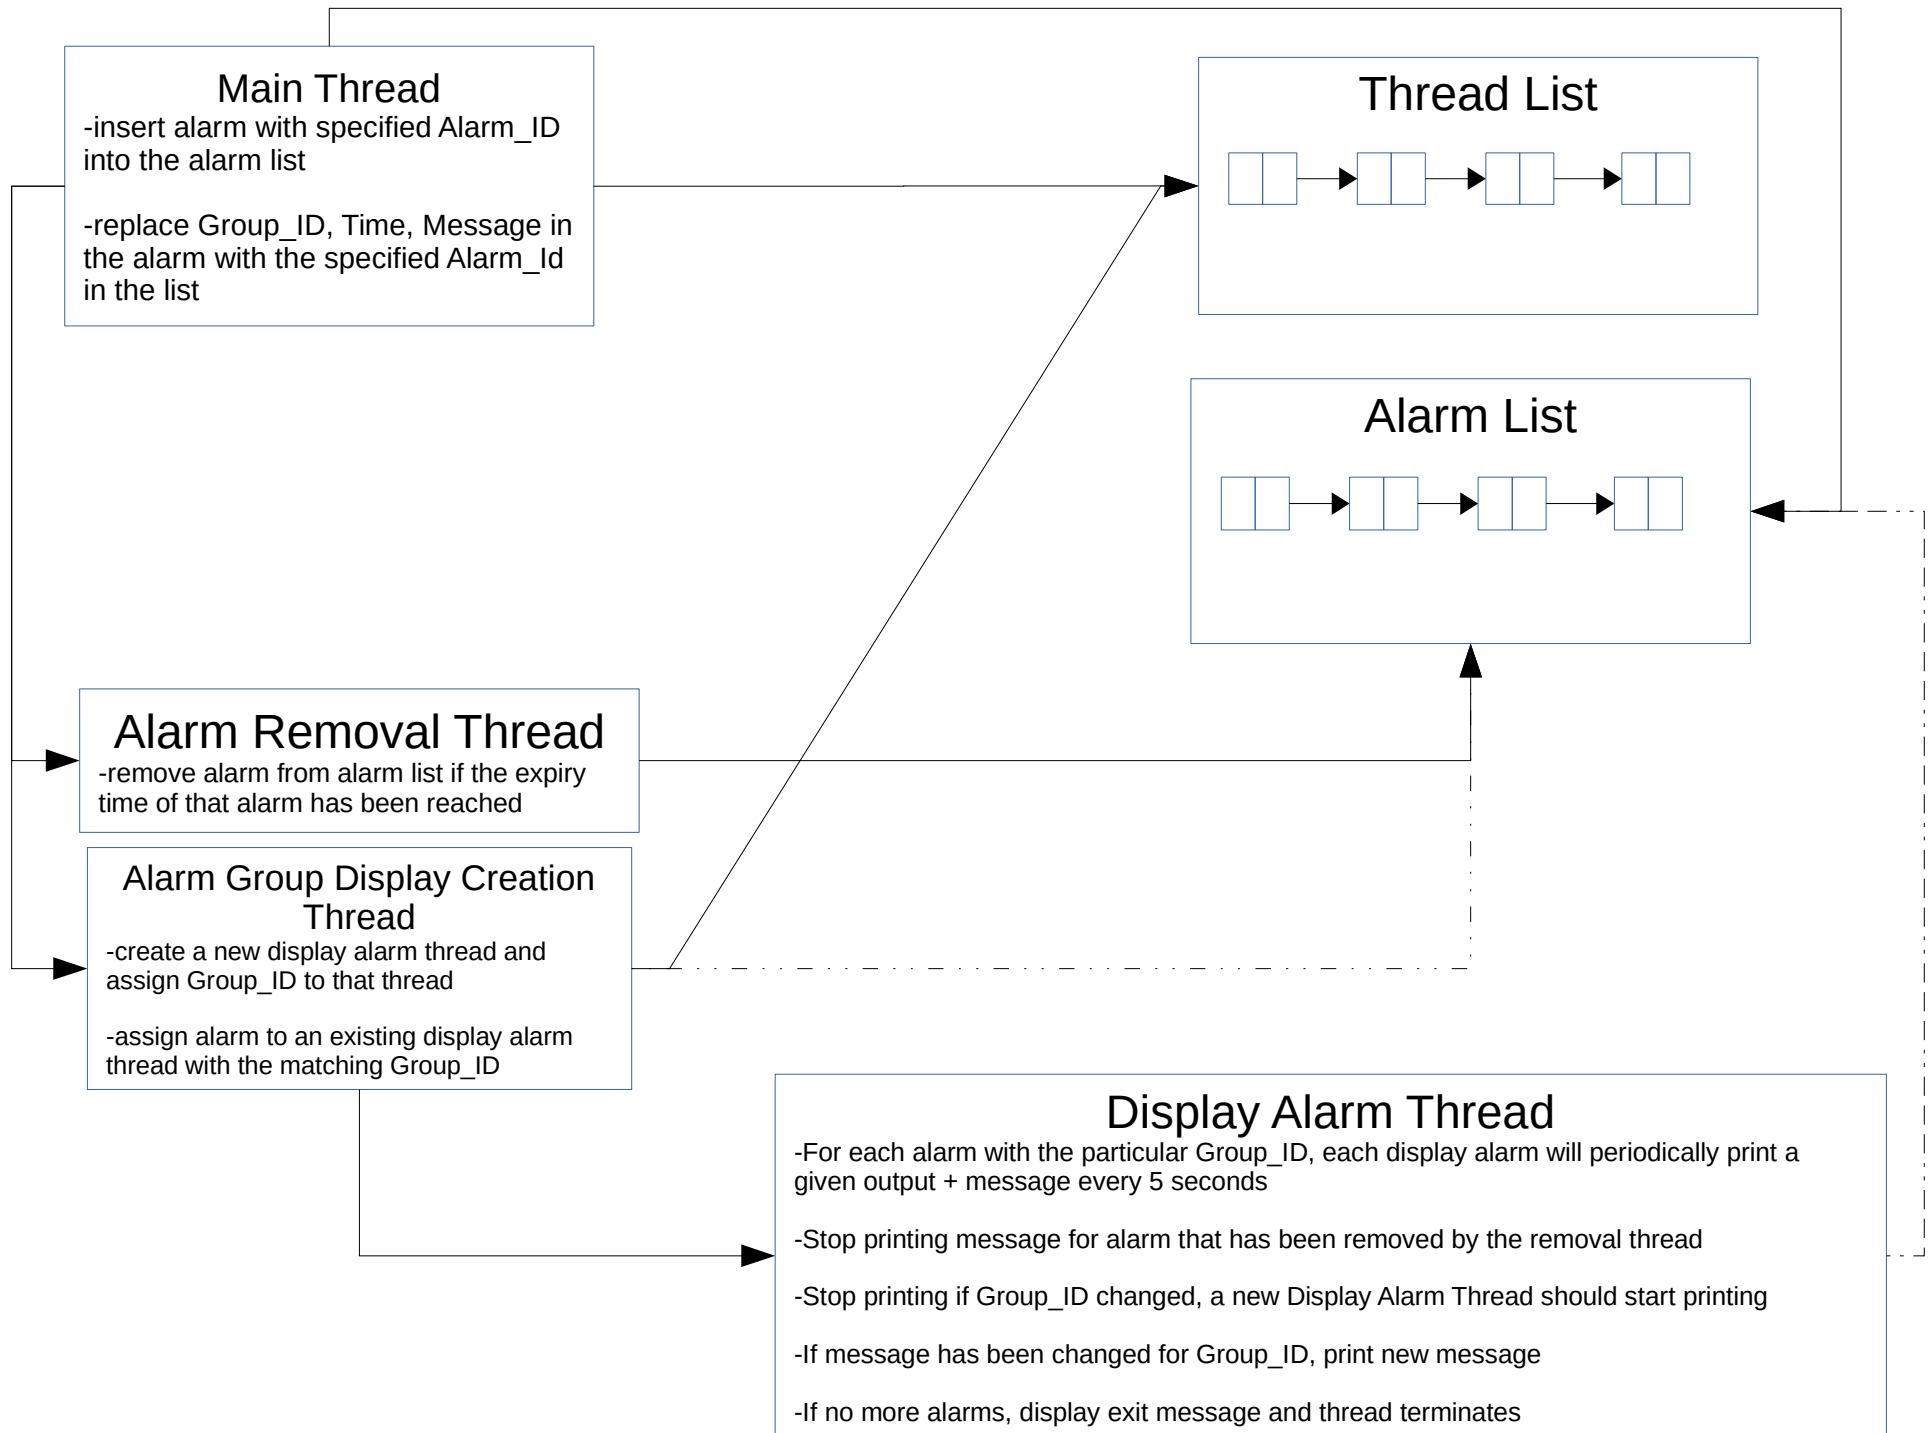 Main Thread
-insert alarm with specified Alarm_ID
into the alarm list
-replace Group_ID, Time, Message in
the alarm with the specified Alarm_Id
in the list
Thread List
Alarm List
Alarm Removal Thread
-remove alarm from alarm list if the expiry
time of that alarm has been reached
Alarm Group Display Creation
Thread
-create a new display alarm thread and
assign Group_ID to that thread
-assign alarm to an existing display alarm
thread with the matching Group_ID
Display Alarm Thread
-For each alarm with the particular Group_ID, each display alarm will periodically print a
given output + message every 5 seconds
-Stop printing message for alarm that has been removed by the removal thread
-Stop printing if Group_ID changed, a new Display Alarm Thread should start printing
-If message has been changed for Group_ID, print new message
-If no more alarms, display exit message and thread terminates